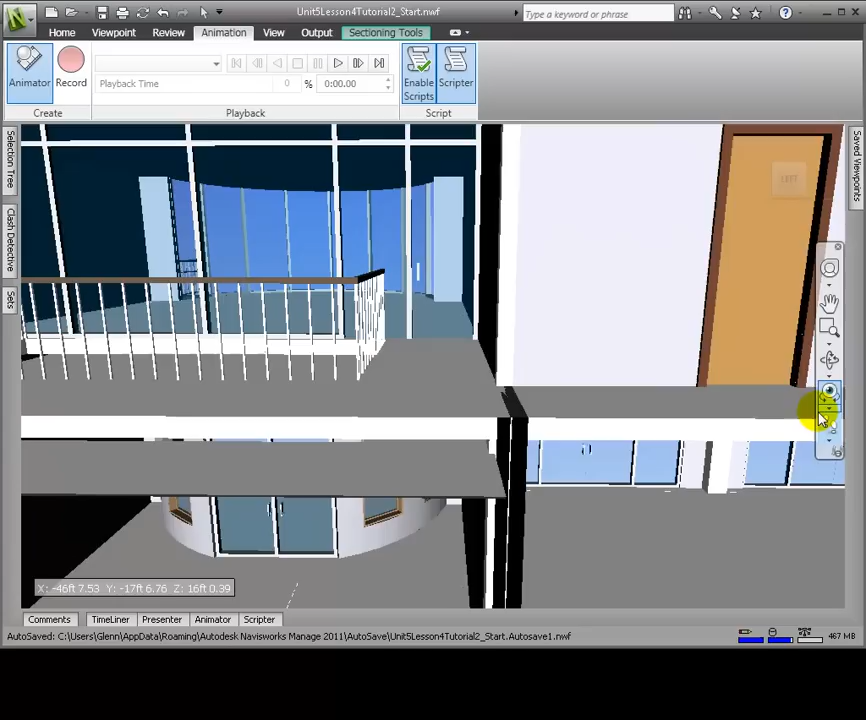 Unit5Lesson4Tutorial2_Start.nwf
Type a keyword or phrase
Home Viewpoint Review Animation View Output Sectioning Tools
Animator Record
Playback Time 0 % 0:00.00
Enable Scripts Scripter
Create Playback Script
Selection Tree
Clash Detective
Sets
Saved Viewpoints
LEFT
X: -46ft 7.53 Y: -17ft 6.76 Z: 16ft 0.39
Comments TimeLiner Presenter Animator Scripter
AutoSaved: C:\Users\Glenn\AppData\Roaming\Autodesk Navisworks Manage 2011\AutoSave\Unit5Lesson4Tutorial2_Start.Autosave1.nwf
467 MB